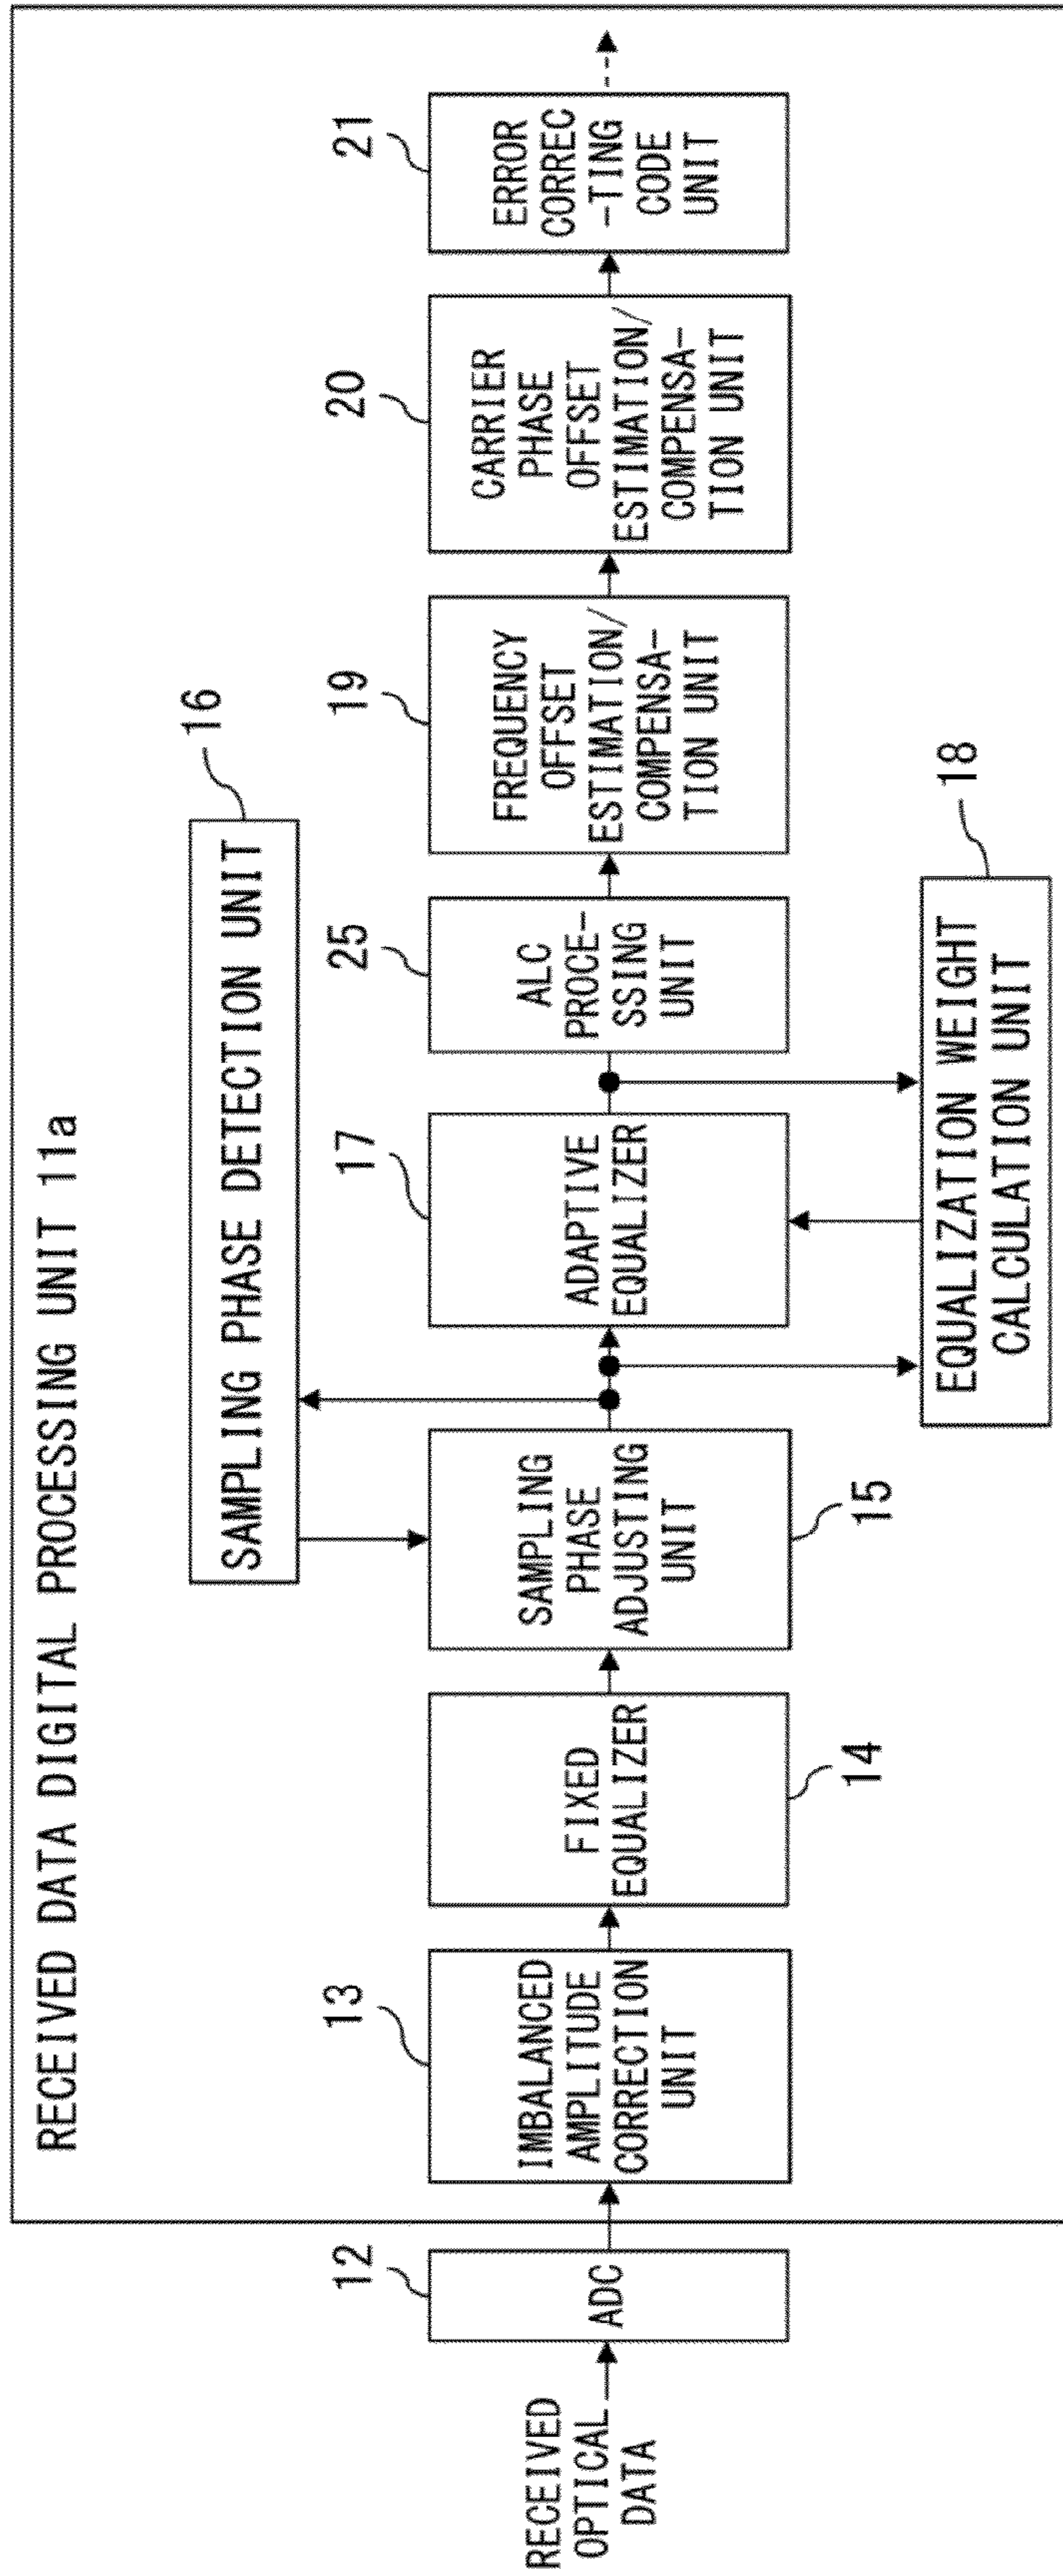 RECEIVED DATA DIGITAL PROCESSING UNIT 11a
16
SAMPLING PHASE DETECTION UNIT
RECEIVED
OPTICAL
DATA
12
ADC
13
IMBALANCED
AMPLITUDE
CORRECTION
UNIT
FIXED
EQUALIZER
14
SAMPLING
PHASE
ADJUSTING
UNIT
15
17
ADAPTIVE
EQUALIZER
25
ALC
PROCE-
SSING
UNIT
19
FREQUENCY
OFFSET
ESTIMATION/
COMPENSA-
TION UNIT
20
CARRIER
PHASE
OFFSET
ESTIMATION/
COMPENSA-
TION UNIT
21
ERROR
CORREC
-TING
CODE
UNIT
18
EQUALIZATION WEIGHT
CALCULATION UNIT